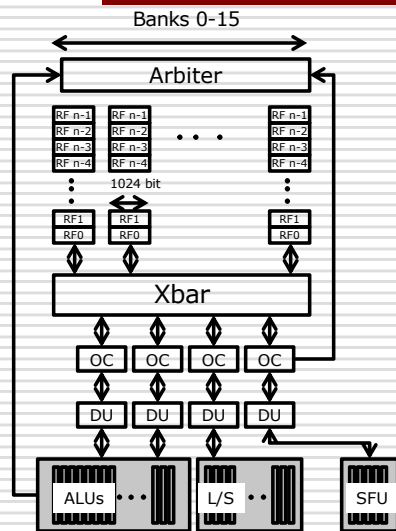 Banks 0-15
Arbiter
RF n-1 RF n-1 RF n-1
RF n-2 RF n-2 RF n-2
RF n-3 . . . RF n-3
RF n-4 RF n-4 RF n-4
1024 bit
RF1 RF1 RF1
RF0 RF0 RF0
Xbar
OC OC OC OC
DU DU DU DU
ALUs L/S SFU